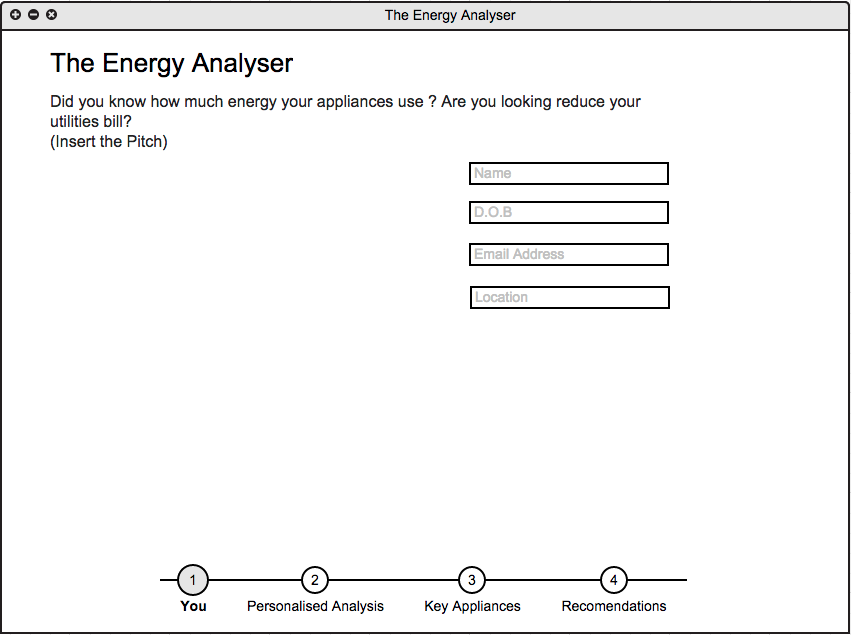 The Energy Analyser
The Energy Analyser
Did you know how much energy your appliances use ? Are you looking reduce your
utilities bill?
(Insert the Pitch)
Name
D.O.B
Email Address
Location
1 2 3 4
You Personalised Analysis Key Appliances Recomendations